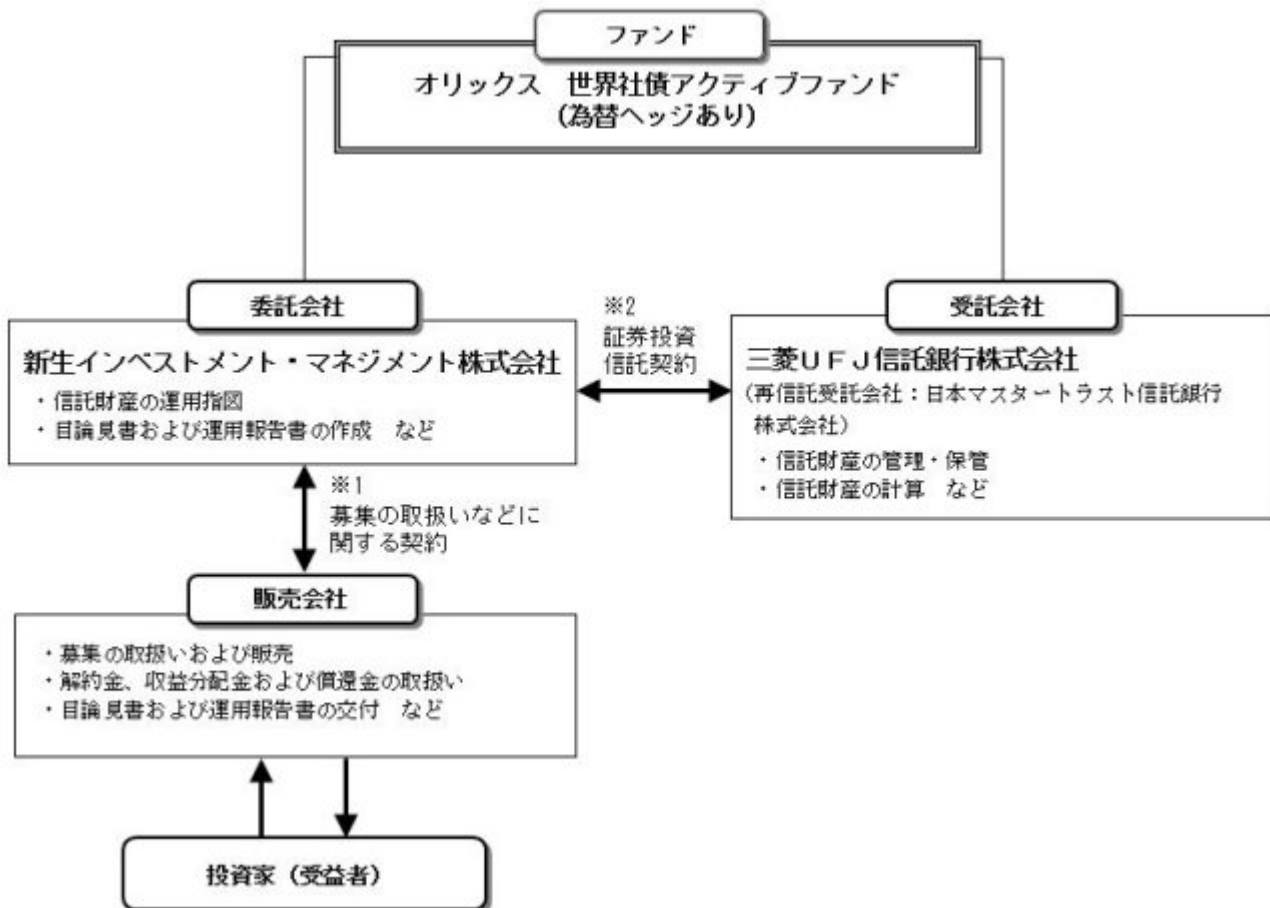 ファンド
オリックス　世界社債アクティブファンド
(為替ヘッジあり)
委託会社
新生インベストメント・マネジメント株式会社
・信託財産の運用指図
・目論見書および運用報告書の作成　など
※2
証券投資
信託契約
受託会社
三菱ＵＦＪ信託銀行株式会社
(再信託受託会社：日本マスタートラスト信託銀行
株式会社)
・信託財産の管理・保管
・信託財産の計算　など
※1
募集の取扱いなどに
関する契約
販売会社
・募集の取扱いおよび販売
・解約金、収益分配金および償還金の取扱い
・目論見書および運用報告書の交付　など
投資家（受益者）